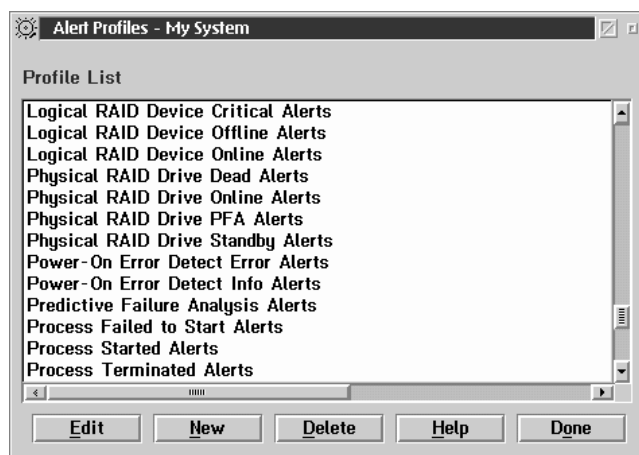 Alert Profiles - My System
Profile List
Logical RAID Device Critical Alerts
Logical RAID Device Offline Alerts
Logical RAID Device Online Alerts
Physical RAID Drive Dead Alerts
Physical RAID Drive Online Alerts
Physical RAID Drive PFA Alerts
Physical RAID Drive Standby Alerts
Power-On Error Detect Error Alerts
Power-On Error Detect Info Alerts
Predictive Failure Analysis Alerts
Process Failed to Start Alerts
Process Started Alerts
Process Terminated Alerts
Edit New Delete Help Done